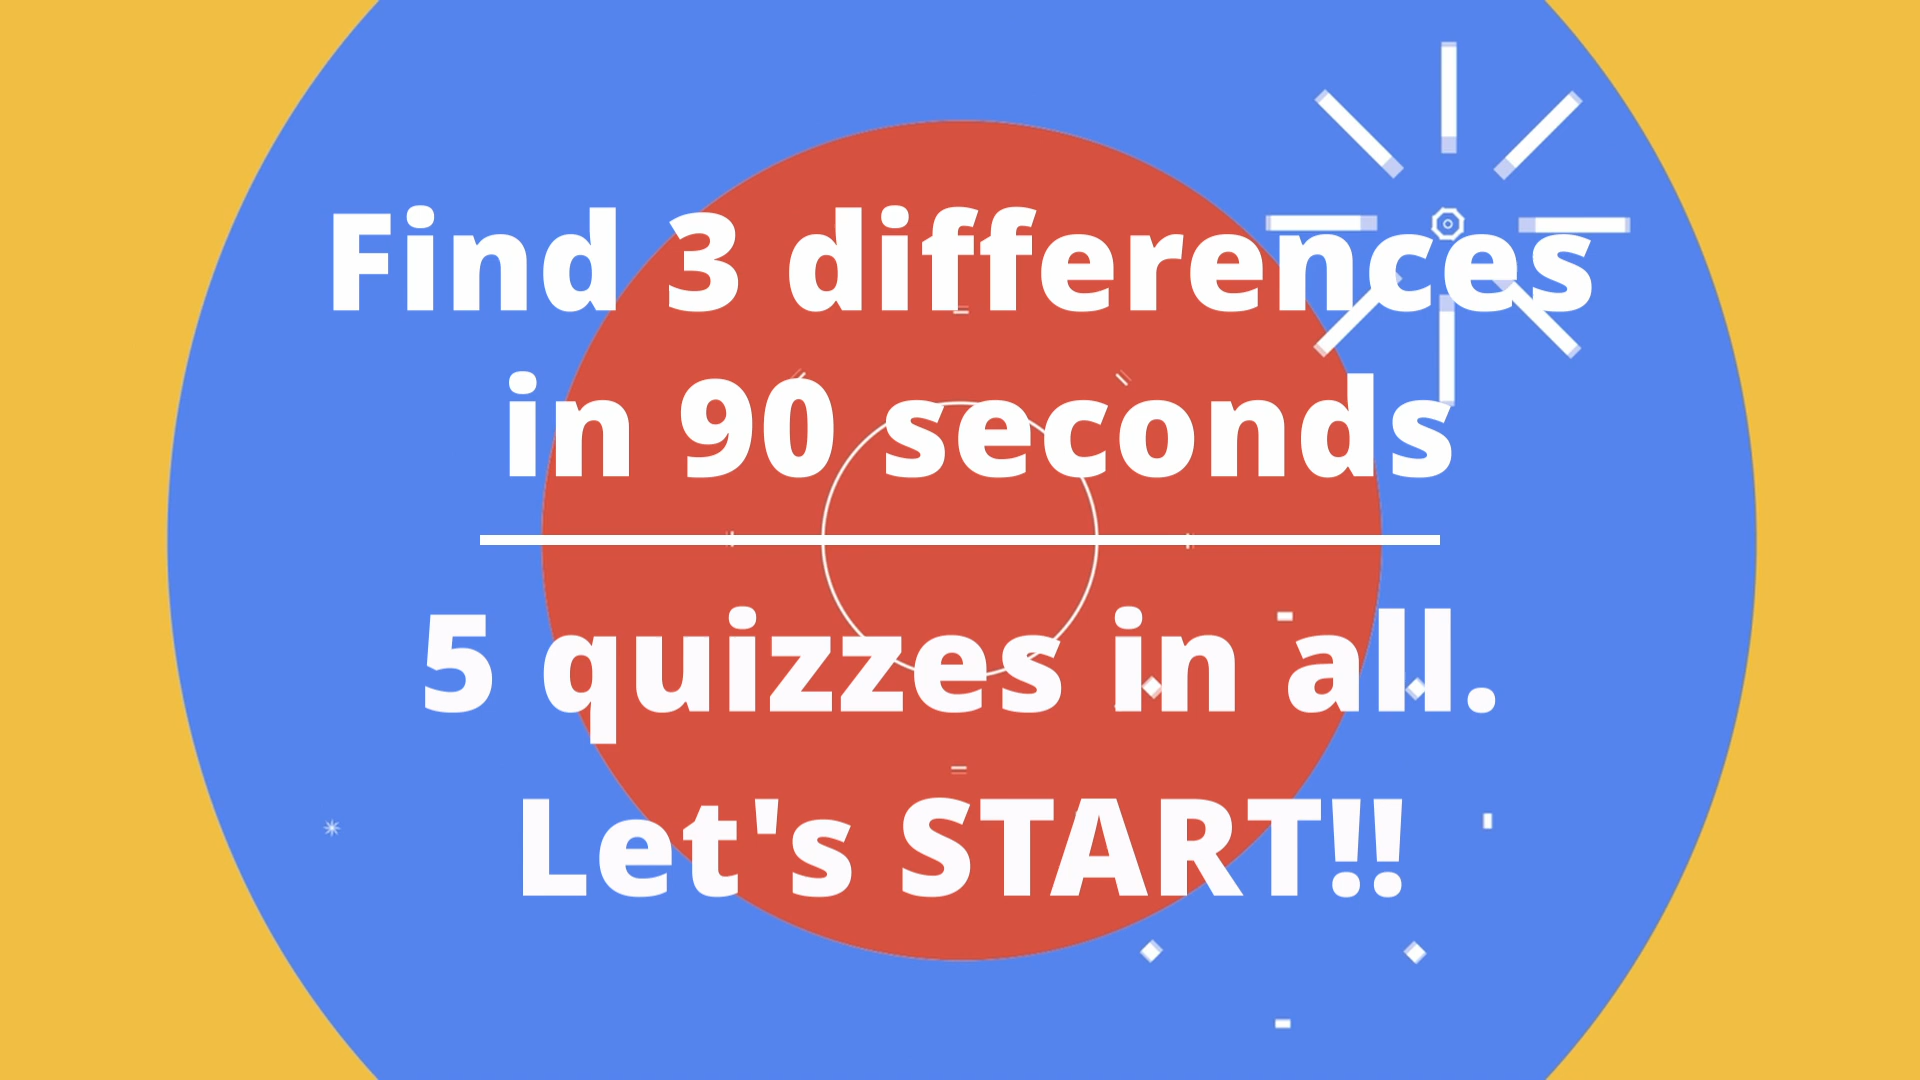 Find 3 differences
in 90 seconds
5 quizzes in all.
Let's START!!